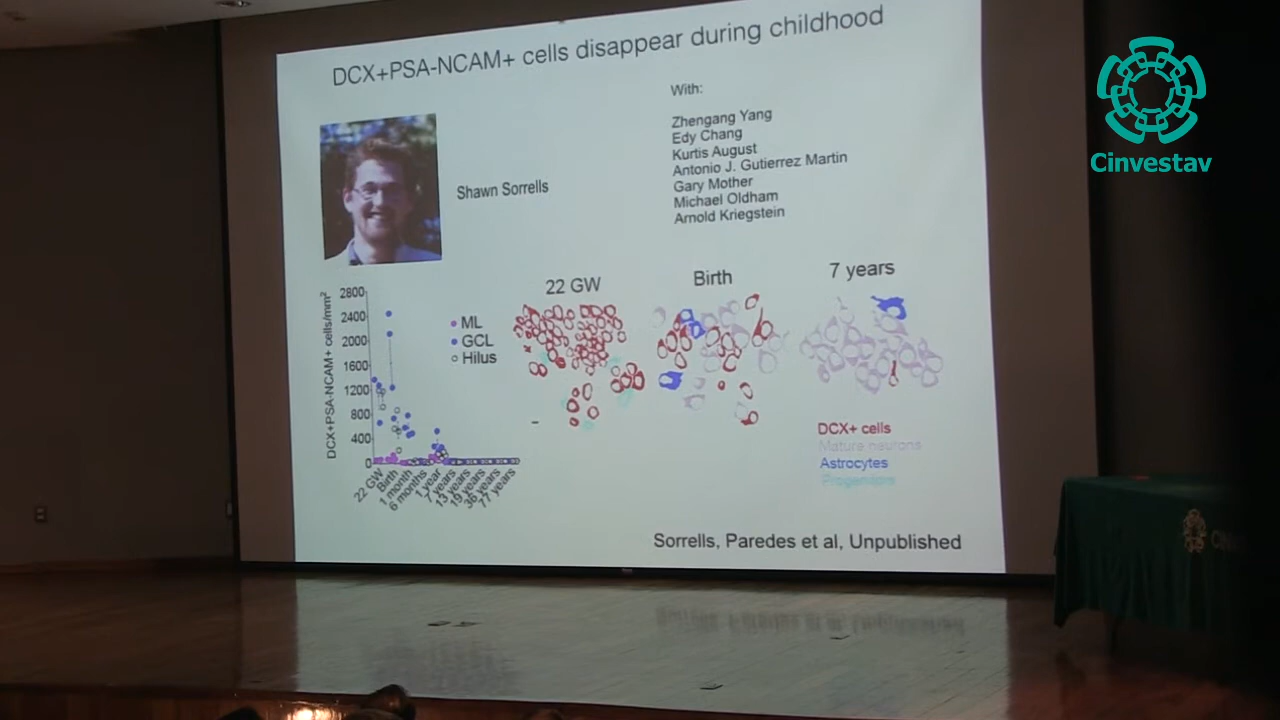 DCX+PSA-NCAM+ cells disappear during childhood
With:
Zhengang Yang
Edy Chang
Kurtis August
Antonio J. Gutierrez Martin
Gary Mother
Michael Oldham
Arnold Kriegstein
Shawn Sorrells
DCX+PSA-NCAM+ cells/mm²
2800
2400
2000
1600
1200
800
400
0
22 GW
Birth
1 month
6 months
1 year
7 years
13 years
19 years
36 years
77 years
ML
GCL
Hilus
22 GW
Birth
7 years
DCX+ cells
Mature neurons
Astrocytes
Progenitors
Sorrells, Paredes et al, Unpublished
Cinvestav